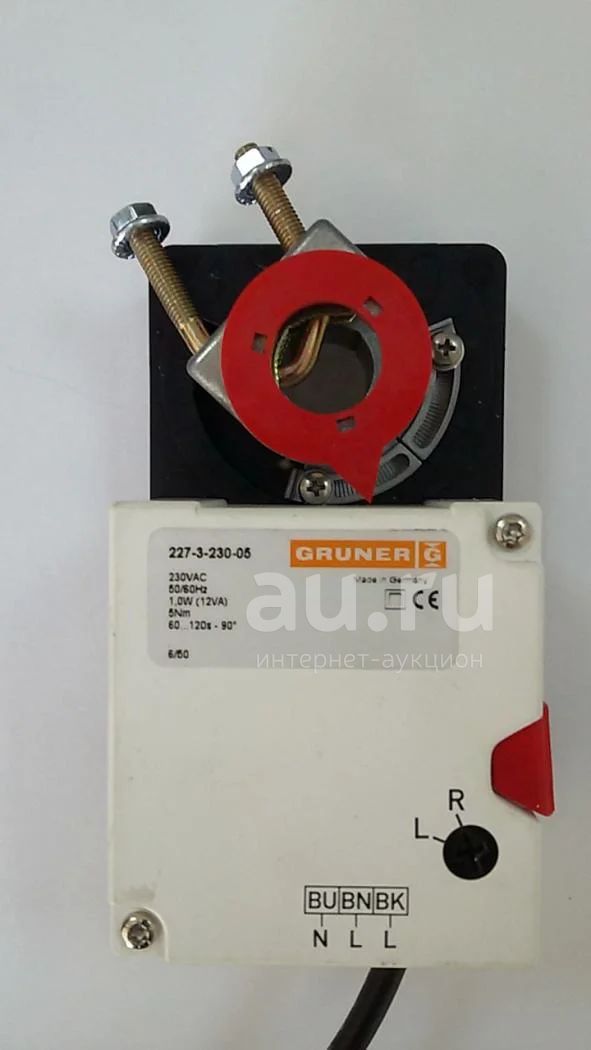 227-3-230-05
GRUNER G
Made in Germany
230VAC
50/60Hz
1,0W (12VA)
5Nm
60...120s - 90°
CE
6/50
au.ru
интернет-аукцион
R
L
BU BN BK
N L L